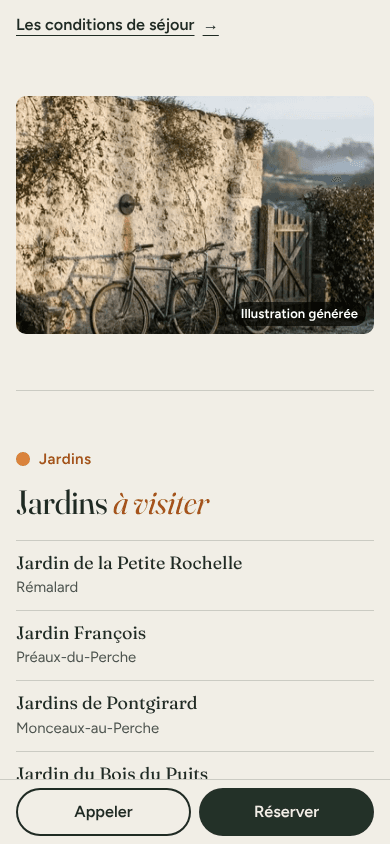 Les conditions de séjour →
Illustration générée
Jardins
Jardins à visiter
Jardin de la Petite Rochelle
Rémalard
Jardin François
Préaux-du-Perche
Jardins de Pontgirard
Monceaux-au-Perche
Jardin du Bois du Puits
Appeler
Réserver